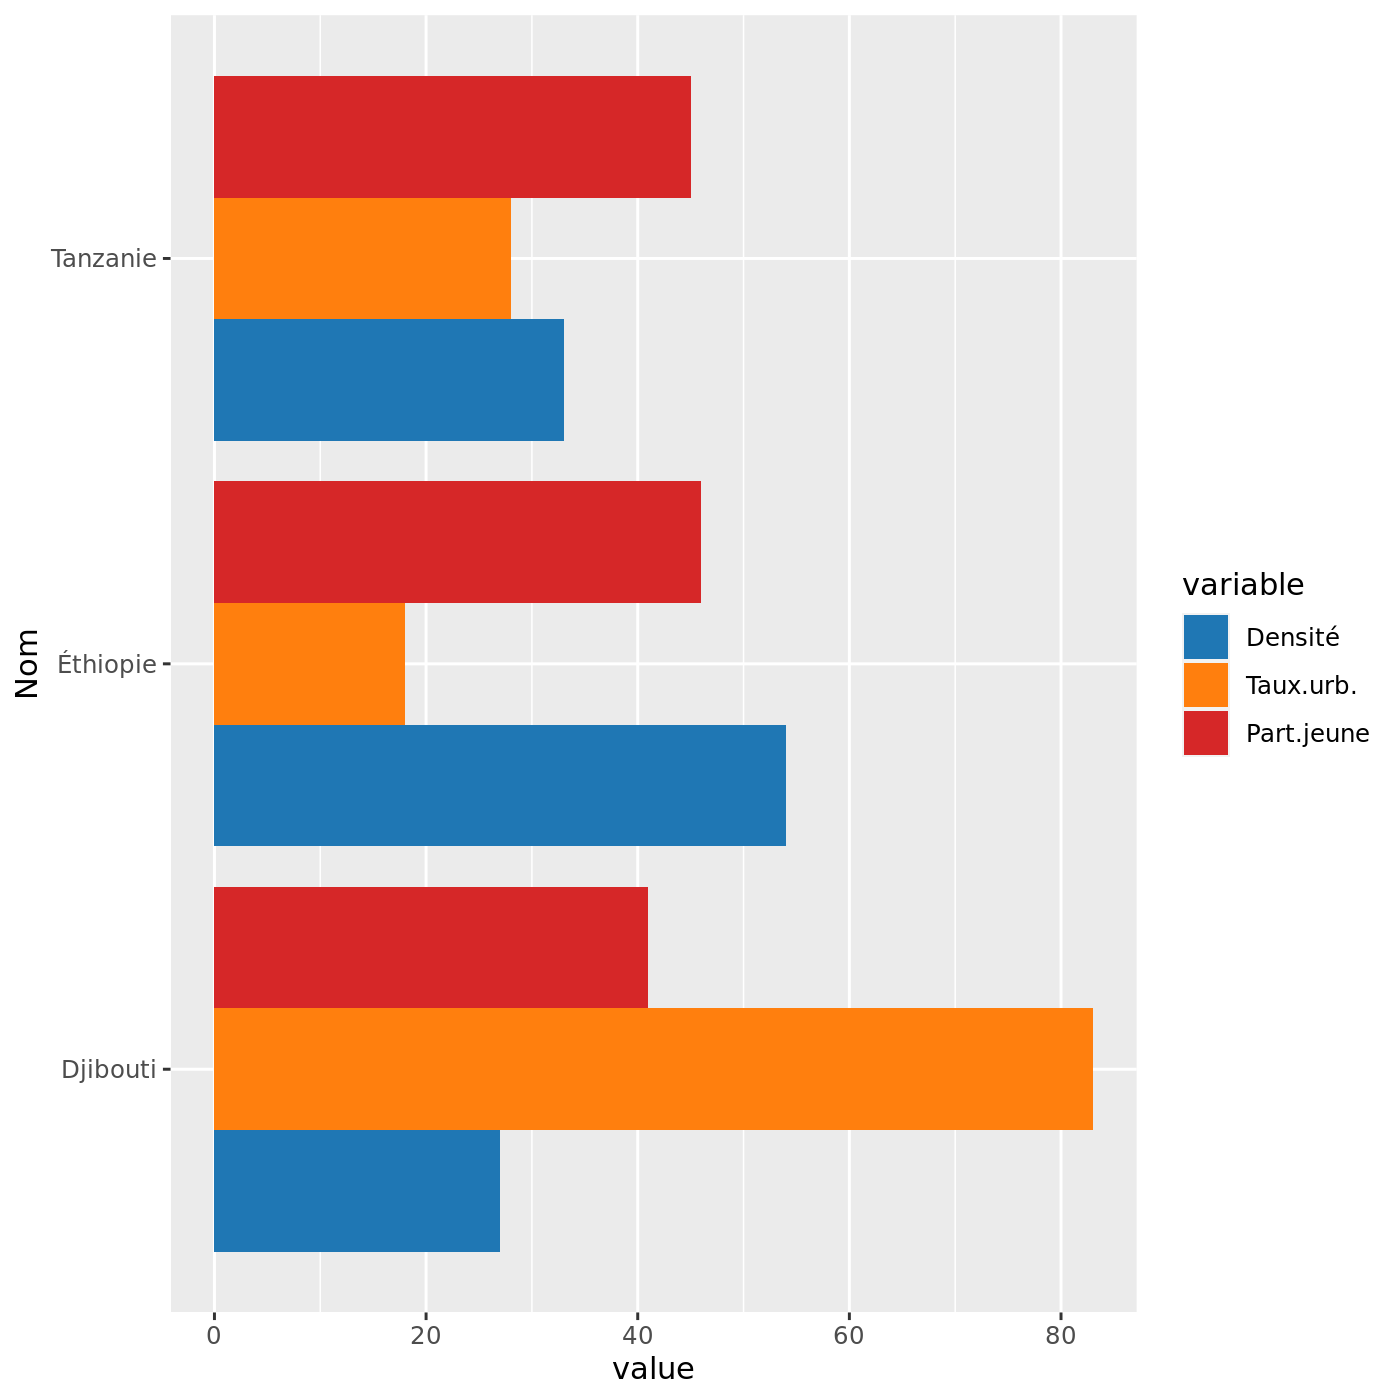 Tanzanie
Éthiopie
Djibouti
Nom
0 20 40 60 80
value
variable
Densité
Taux.urb.
Part.jeune